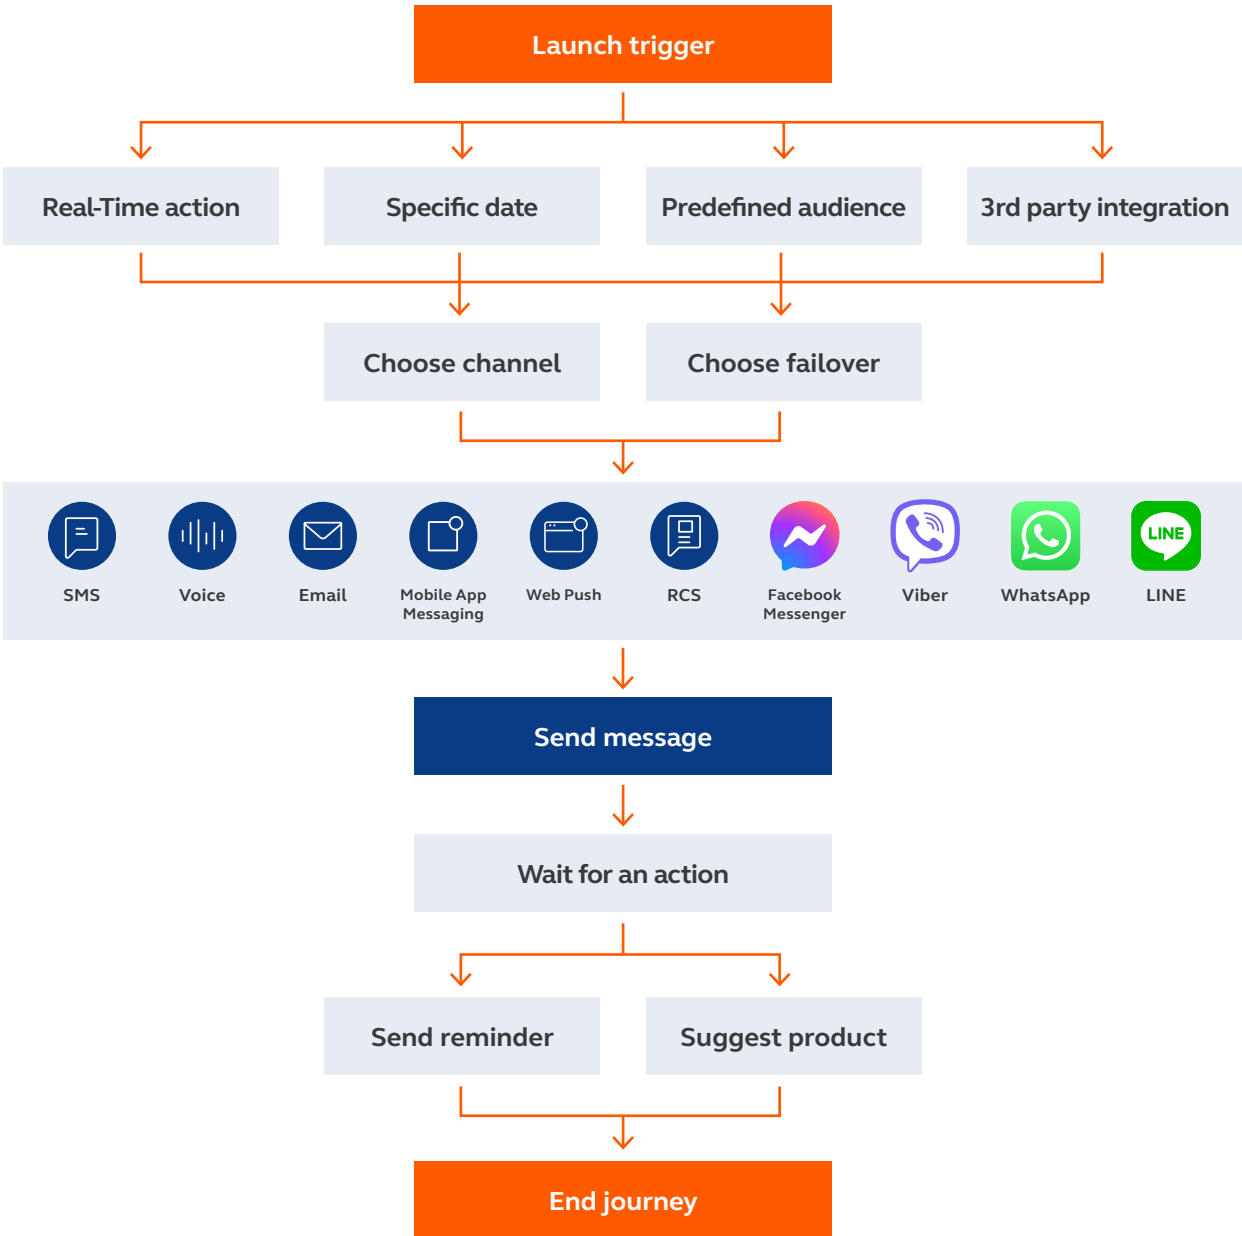 Launch trigger
Real-Time action
Specific date
Predefined audience
3rd party integration
Choose channel
Choose failover
LINE
SMS
Voice
Email
Mobile App
Messaging
Web Push
RCS
Facebook
Messenger
Viber
WhatsApp
LINE
Send message
Wait for an action
Send reminder
Suggest product
End journey